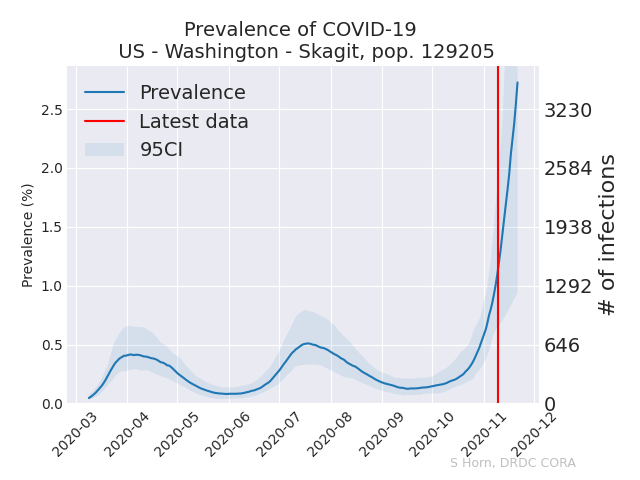 Prevalence of COVID-19
US - Washington - Skagit, pop. 129205
Prevalence
Latest data
95CI
Prevalence (%)
2.5
2.0
1.5
1.0
0.5
0.0
3230
2584
1938
1292
646
0
# of infections
2020-03
2020-04
2020-05
2020-06
2020-07
2020-08
2020-09
2020-10
2020-11
2020-12
S Horn, DRDC CORA